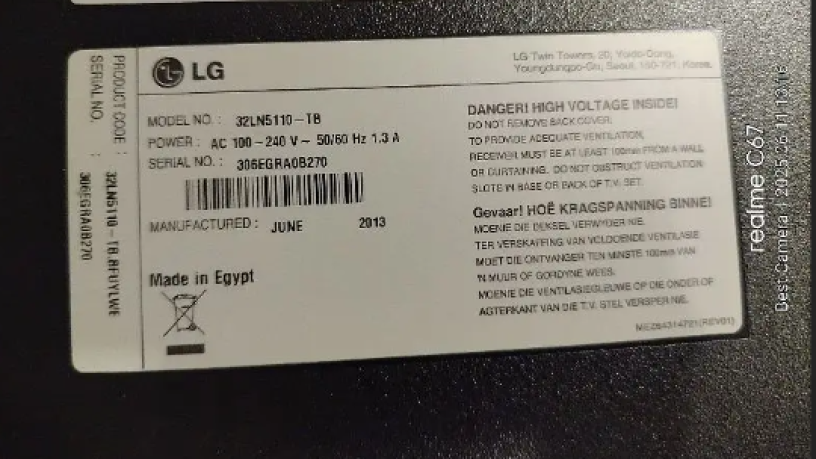 LG
LG Twin Towers, 20, Yoido-Dong,
Youngdungpo-Gu, Seoul, 150-721, Korea.
PRODUCT CODE : 32LN5110-TB.BFUYLWE
SERIAL NO. : 306EGRA0B270
MODEL NO. : 32LN5110-TB
POWER : AC 100-240 V ~ 50/60 Hz 1.3 A
SERIAL NO. : 306EGRA0B270
MANUFACTURED : JUNE 2013
Made in Egypt
DANGER! HIGH VOLTAGE INSIDE!
DO NOT REMOVE BACK COVER.
TO PROVIDE ADEQUATE VENTILATION,
RECEIVER MUST BE AT LEAST 100mm FROM A WALL
OR CURTAINING. DO NOT OBSTRUCT VENTILATION
SLOTS IN BASE OR BACK OF T.V. SET.
Gevaar! HOË KRAGSPANNING BINNE!
MOENIE DIE DEKSEL VERWYDER NIE.
TER VERSKAFFING VAN VOLDOENDE VENTILASIE
MOET DIE ONTVANGER TEN MINSTE 100mm VAN
'N MUUR OF GORDYNE WEES.
MOENIE DIE VENTILASIEGLEUWE OP DIE ONDER OF
AGTERKANT VAN DIE T.V. STEL VERSPER NIE.
(REV01)
realme C67
Best Camera